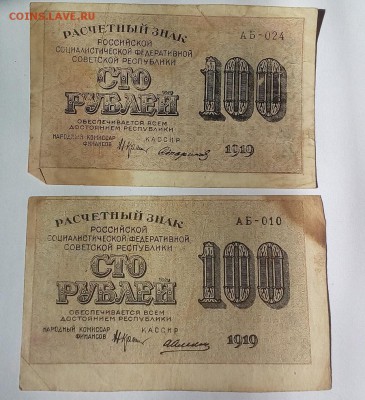 COINS.LAVE.RU
РАСЧЕТНЫЙ ЗНАК
РОССИЙСКОЙ
СОЦИАЛИСТИЧЕСКОЙ ФЕДЕРАТИВНОЙ
СОВЕТСКОЙ РЕСПУБЛИКИ
АБ-024
СТО
РУБЛЕЙ
100
ОБЕСПЕЧИВАЕТСЯ ВСЕМ
ДОСТОЯНИЕМ РЕСПУБЛИКИ
НАРОДНЫЙ КОМИССАР
ФИНАНСОВ
КАССИР
1919
РАСЧЕТНЫЙ ЗНАК
РОССИЙСКОЙ
СОЦИАЛИСТИЧЕСКОЙ ФЕДЕРАТИВНОЙ
СОВЕТСКОЙ РЕСПУБЛИКИ
АБ-010
СТО
РУБЛЕЙ
100
ОБЕСПЕЧИВАЕТСЯ ВСЕМ
ДОСТОЯНИЕМ РЕСПУБЛИКИ
НАРОДНЫЙ КОМИССАР
ФИНАНСОВ
КАССИР
1919